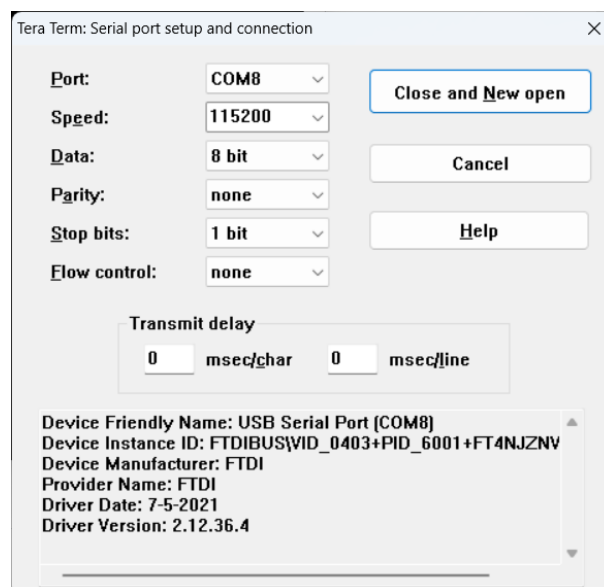 Tera Term: Serial port setup and connection
Port: COM8
Close and New open
Speed: 115200
Data: 8 bit
Cancel
Parity: none
Stop bits: 1 bit
Help
Flow control: none
Transmit delay
0 msec/char 0 msec/line
Device Friendly Name: USB Serial Port (COM8)
Device Instance ID: FTDIBUS\VID_0403+PID_6001+FT4NJZNV
Device Manufacturer: FTDI
Provider Name: FTDI
Driver Date: 7-5-2021
Driver Version: 2.12.36.4